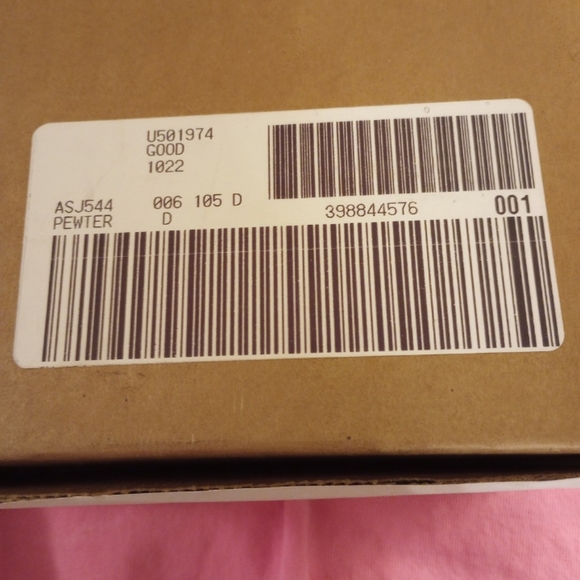 U501974
GOOD
1022
ASJ544 006 105 D
PEWTER D
398844576 001